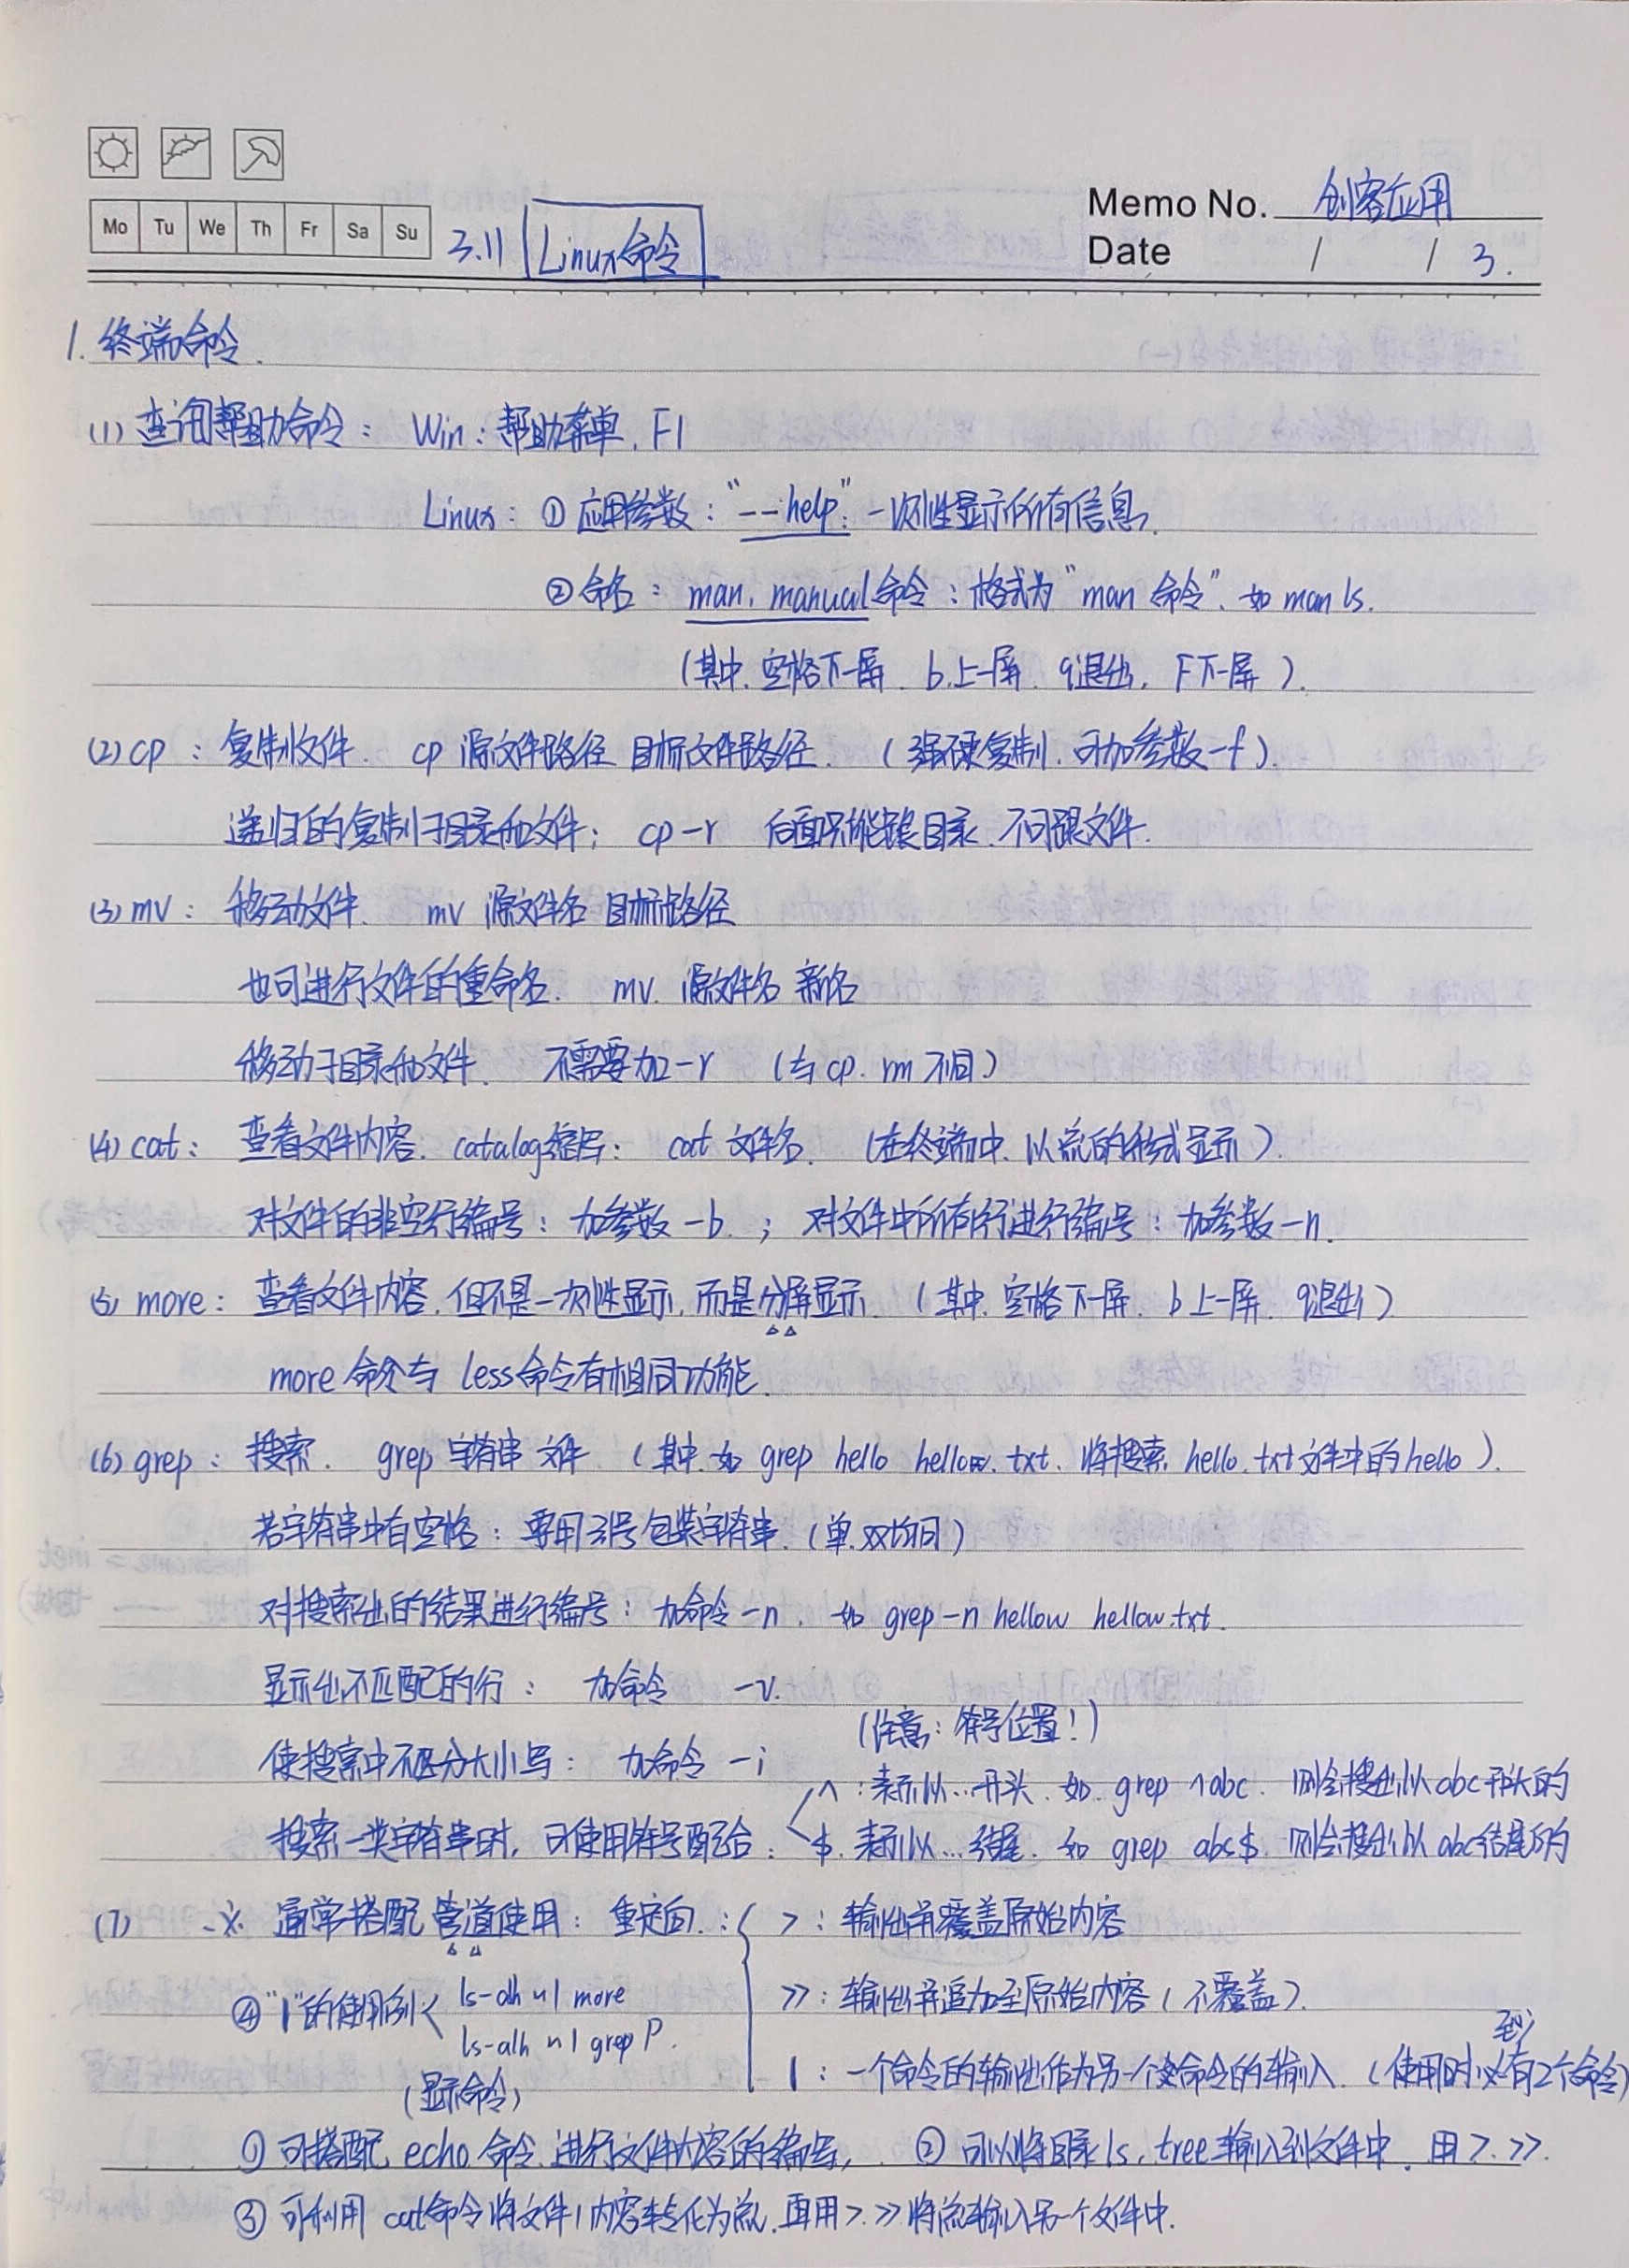 Memo No. 创客应用
Mo Tu We Th Fr Sa Su 3.11 Linux命令
Date / / 3.
1. 终端命令.
(1) 查询帮助命令: Win: 帮助菜单, F1
Linux: ① 应用参数: "--help": 一次性显示所有信息.
② 命名: man, manual命令: 格式为"man 命令". 如 man ls.
(其中, 空格下一屏. b上一屏. q退出, F下一屏).
(2) cp: 复制文件. cp 源文件路径 目标文件路径. (强硬复制, 可加参数-f).
递归的复制子目录和文件; cp -r 后面只能跟目录. 不可跟文件.
(3) mv: 移动文件. mv 源文件名 目标路径
也可进行文件的重命名. mv. 源文件名 新名
移动子目录和文件. 不需要加-r (与cp. rm 不同)
(4) cat: 查看文件内容. catalog缩写: cat 文件名. (在终端中, 以流的形式显示).
对文件的非空行编号: 加参数 -b. ; 对文件中所有行进行编号: 加参数 -n.
(5) more: 查看文件内容, 但不是一次性显示, 而是分屏显示. (其中, 空格下一屏. b上一屏. q退出)
more 命令与 less 命令有相同功能.
(6) grep: 搜索. grep 字符串 文件 (其中. 如 grep hello hellow.txt. 将搜索 hello.txt文件中的hello).
若字符串中有空格: 要用引号包装字符串. (单.双均可)
对搜索出的结果进行编号: 加命令 -n. 如 grep -n hellow hellow.txt.
显示出不匹配的行: 加命令 -v.
(注意: 符号位置!)
使搜索中不区分大小写: 加命令 -i
^: 表示以...开头. 如. grep ^abc. 则会搜出以abc开头的
搜索一类字符串时, 可使用符号配合:
$. 表示以...结尾. 如 grep abc$. 则会搜出以abc结尾的
(7) ※ 通常搭配管道使用: 重定向.: > : 输出并覆盖原始内容
>> : 输出并追加至原始内容 (不覆盖).
④ "|"的使用例 ls-alh ~ | more
ls-alh ~ | grep P.
至少
| : 一个命令的输出作为另一个命令的输入. (使用时必有2个命令)
(显示命令)
① 可搭配 echo 命令, 进行文件内容的编写, ② 可以将目录ls, tree输入到文件中. 用 >. >>.
③ 可利用 cat命令将文件1内容转化为流, 再用 >. >> 将流输入另一个文件中.